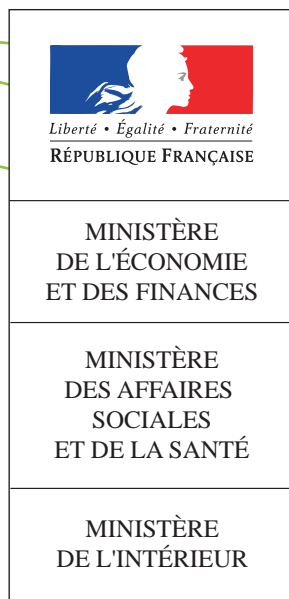 Liberté • Égalité • Fraternité
RÉPUBLIQUE FRANÇAISE
MINISTÈRE
DE L'ÉCONOMIE
ET DES FINANCES
MINISTÈRE
DES AFFAIRES
SOCIALES
ET DE LA SANTÉ
MINISTÈRE
DE L'INTÉRIEUR